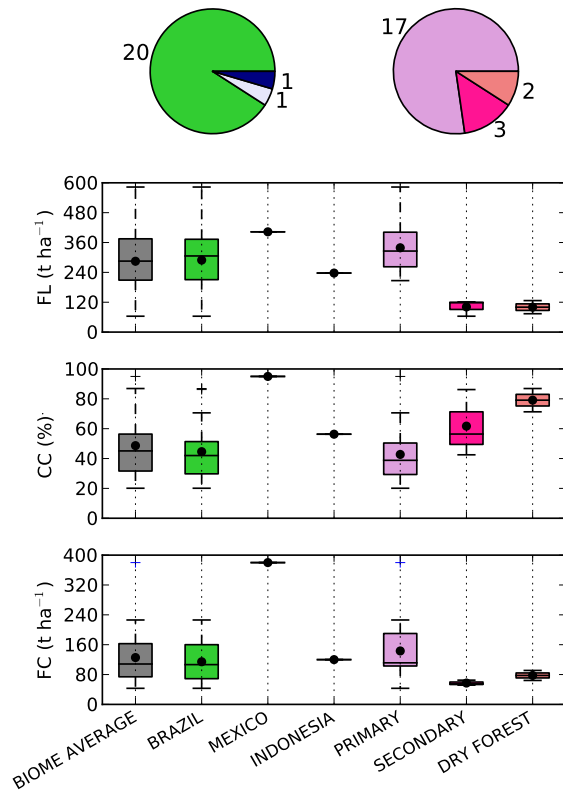 20
1
1
17
2
3
FL (t ha⁻¹)
600
480
360
240
120
0
CC (%)
100
80
60
40
20
0
FC (t ha⁻¹)
400
320
240
160
80
0
BIOME AVERAGE
BRAZIL
MEXICO
INDONESIA
PRIMARY
SECONDARY
DRY FOREST